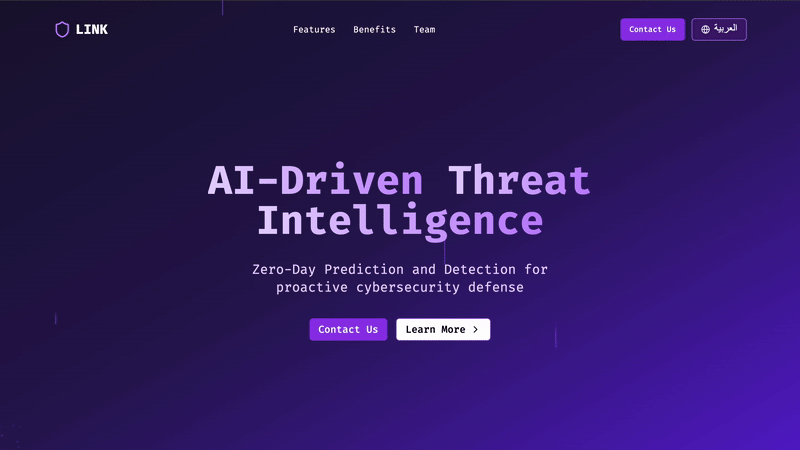 LINK
Features
Benefits
Team
Contact Us
العربية
AI-Driven Threat
Intelligence
Zero-Day Prediction and Detection for
proactive cybersecurity defense
Contact Us
Learn More